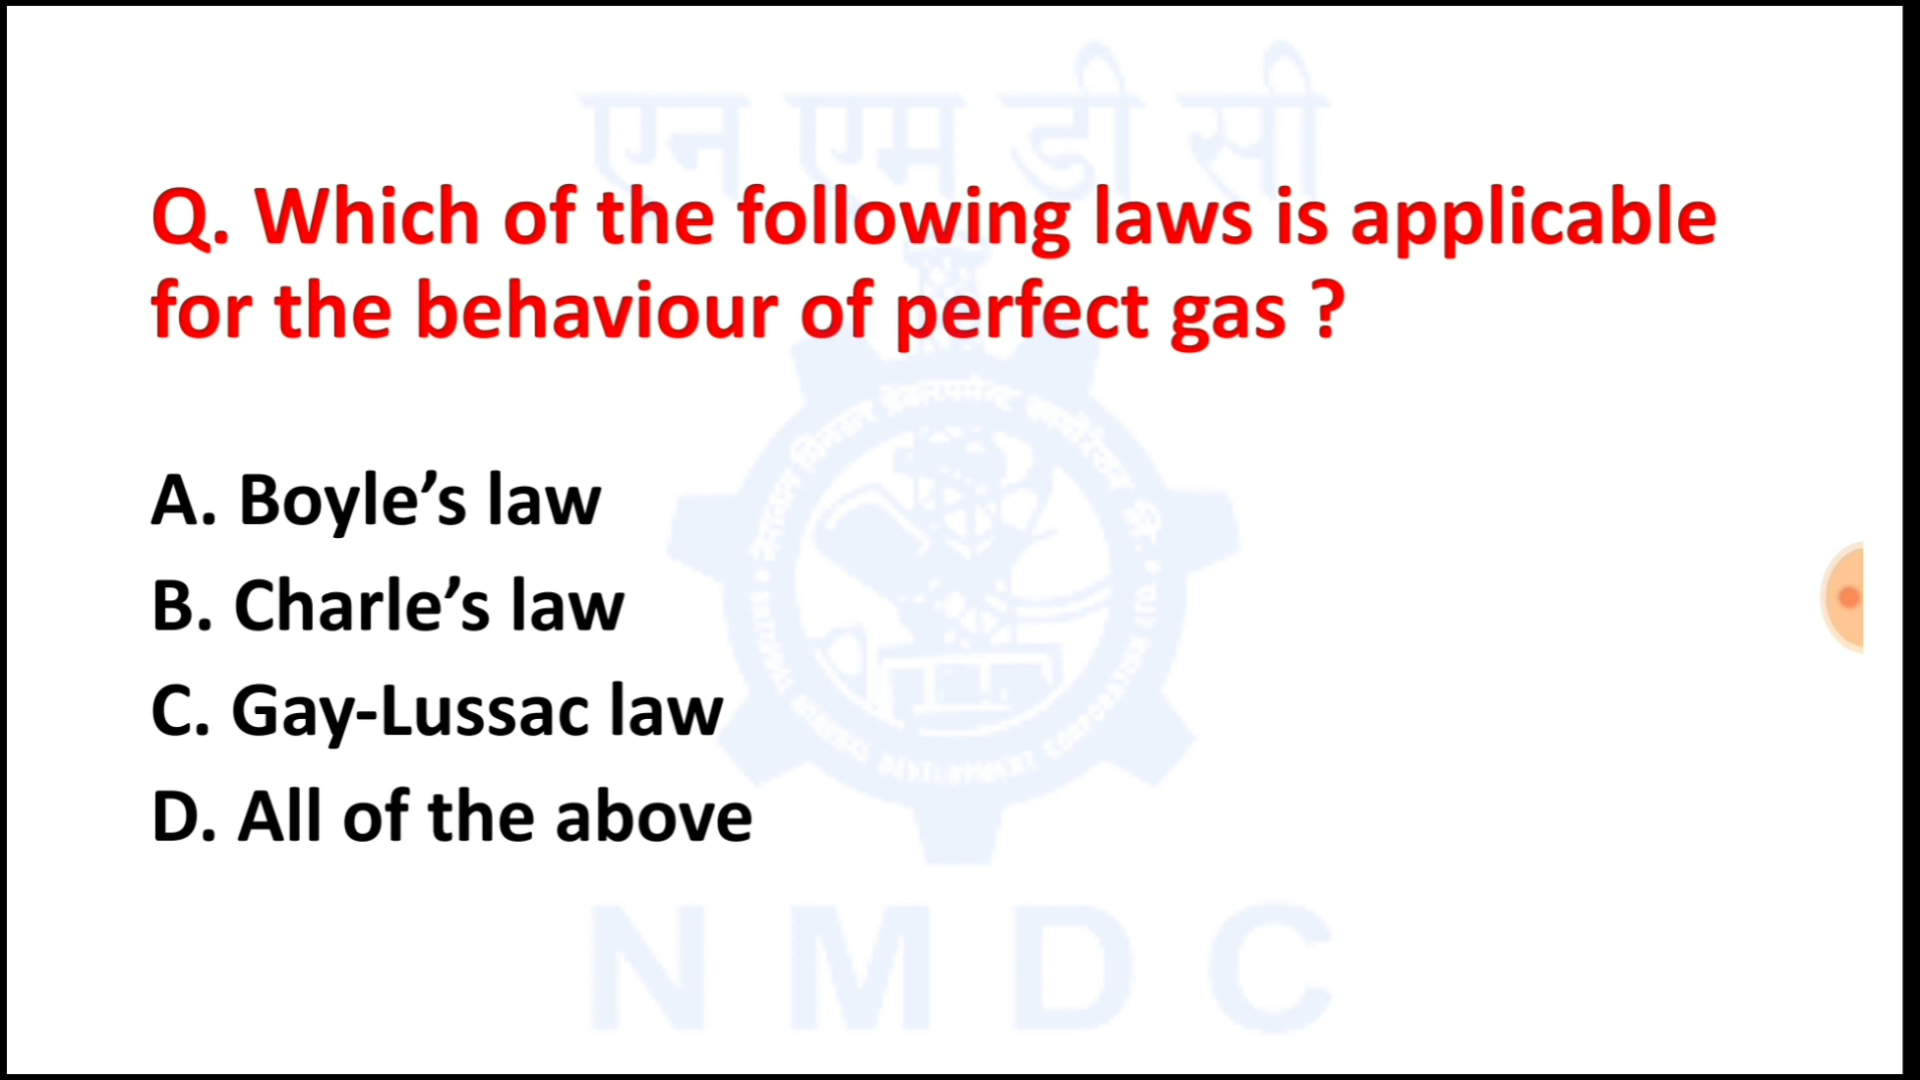 एन एम डी सी
Q. Which of the following laws is applicable
for the behaviour of perfect gas ?
A. Boyle’s law
B. Charle’s law
C. Gay-Lussac law
D. All of the above
N M D C